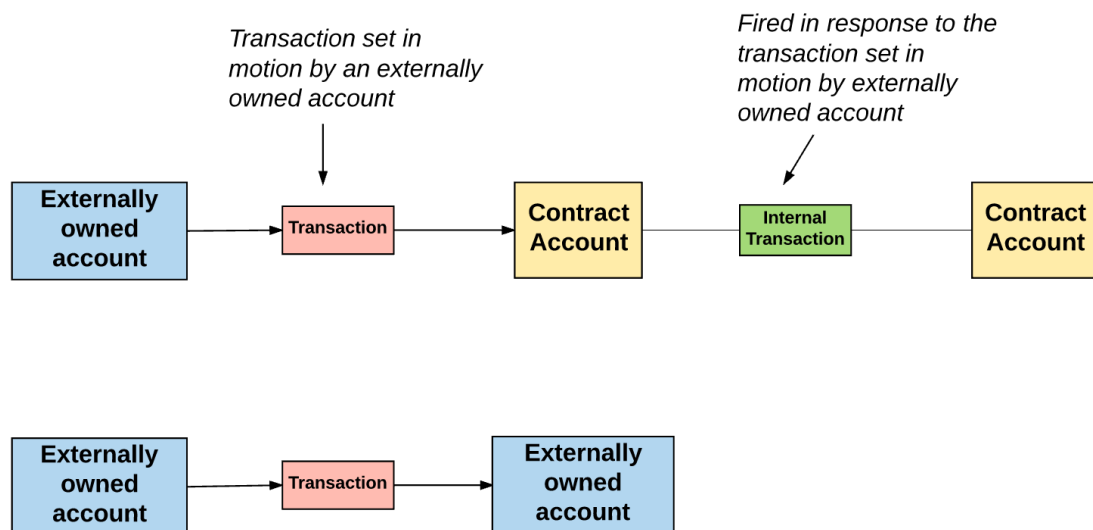 Transaction set in
motion by an externally
owned account
Fired in response to the
transaction set in
motion by externally
owned account
Externally
owned
account
Transaction
Contract
Account
Internal
Transaction
Contract
Account
Externally
owned
account
Transaction
Externally
owned
account